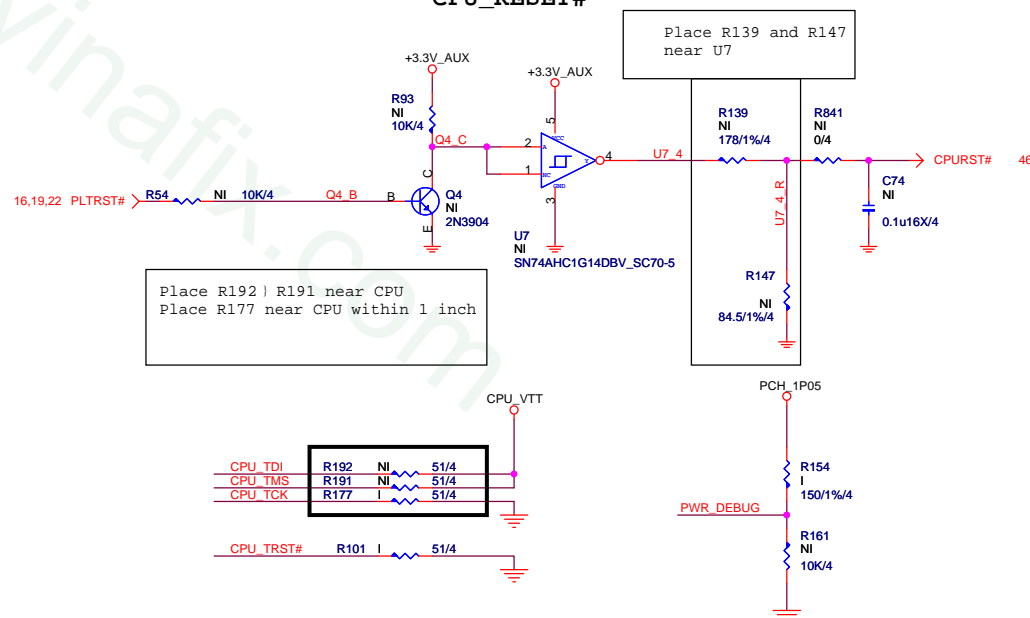 CPU_RESET#
Place R139 and R147
near U7
+3.3V_AUX
+3.3V_AUX
R93
NI
10K/4
R139
NI
178/1%/4
R841
NI
0/4
Q4_C
5
VCC
2
A
1
NC
Y
4
GND
3
U7_4
CPURST#
46
16,19,22
PLTRST#
R54
NI
10K/4
Q4_B
B
C
E
Q4
NI
2N3904
U7_4_R
C74
NI
0.1u16X/4
U7
NI
SN74AHC1G14DBV_SC70-5
R147
NI
84.5/1%/4
Place R192 } R191 near CPU
Place R177 near CPU within 1 inch
vinafix.com
CPU_VTT
PCH_1P05
CPU_TDI R192 NI 51/4
CPU_TMS R191 NI 51/4
CPU_TCK R177 I 51/4
R154
I
150/1%/4
PWR_DEBUG
R161
NI
10K/4
CPU_TRST# R101 I 51/4